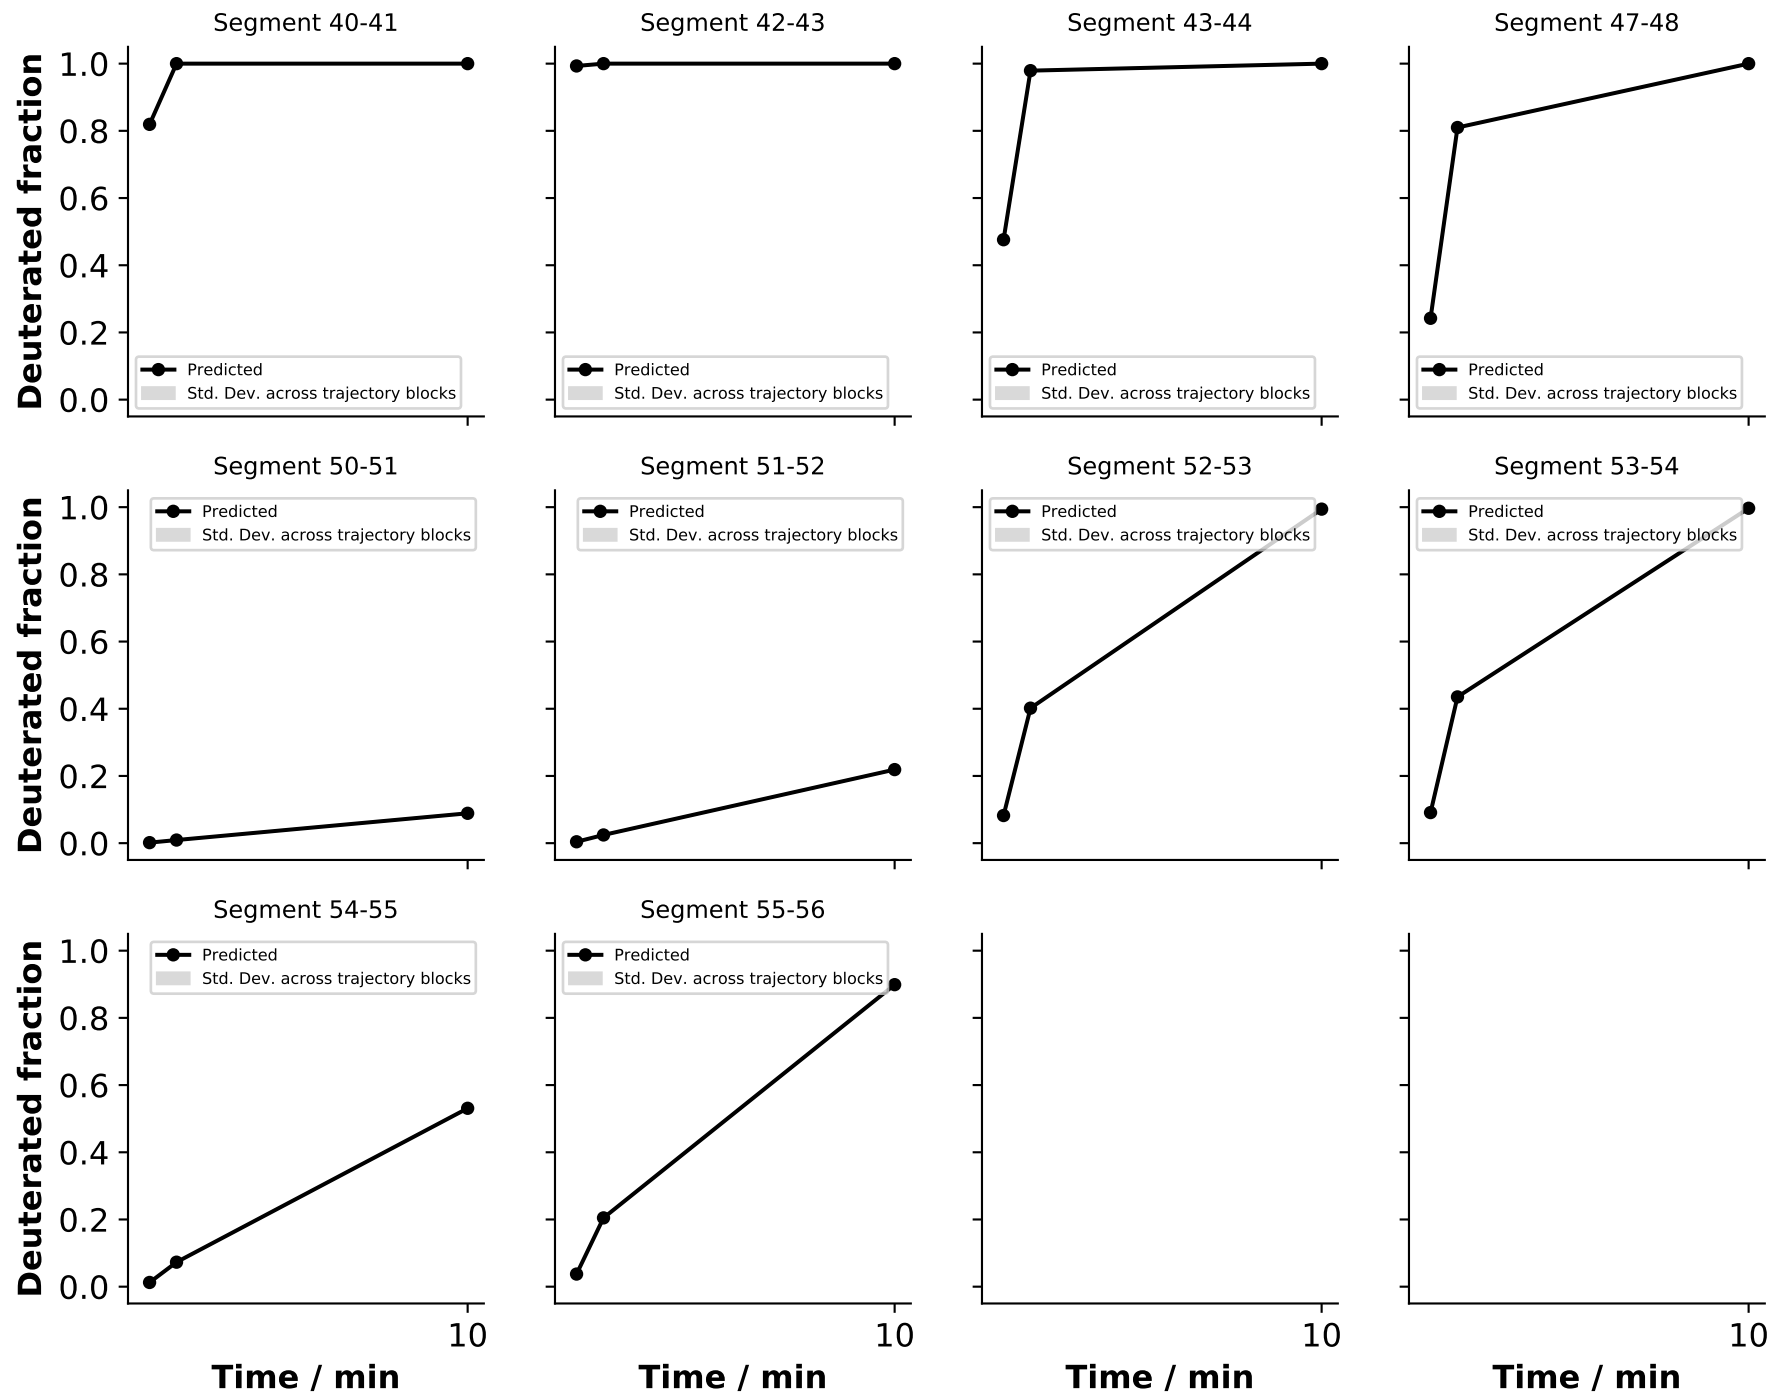 Segment 40-41
Segment 42-43
Segment 43-44
Segment 47-48
Deuterated fraction
1.0
0.8
0.6
0.4
0.2
0.0
Predicted
Std. Dev. across trajectory blocks
Predicted
Std. Dev. across trajectory blocks
Predicted
Std. Dev. across trajectory blocks
Predicted
Std. Dev. across trajectory blocks
Segment 50-51
Segment 51-52
Segment 52-53
Segment 53-54
Deuterated fraction
1.0
0.8
0.6
0.4
0.2
0.0
Predicted
Std. Dev. across trajectory blocks
Predicted
Std. Dev. across trajectory blocks
Predicted
Std. Dev. across trajectory blocks
Predicted
Std. Dev. across trajectory blocks
Segment 54-55
Segment 55-56
Deuterated fraction
1.0
0.8
0.6
0.4
0.2
0.0
Predicted
Std. Dev. across trajectory blocks
Predicted
Std. Dev. across trajectory blocks
10
10
10
10
Time / min
Time / min
Time / min
Time / min